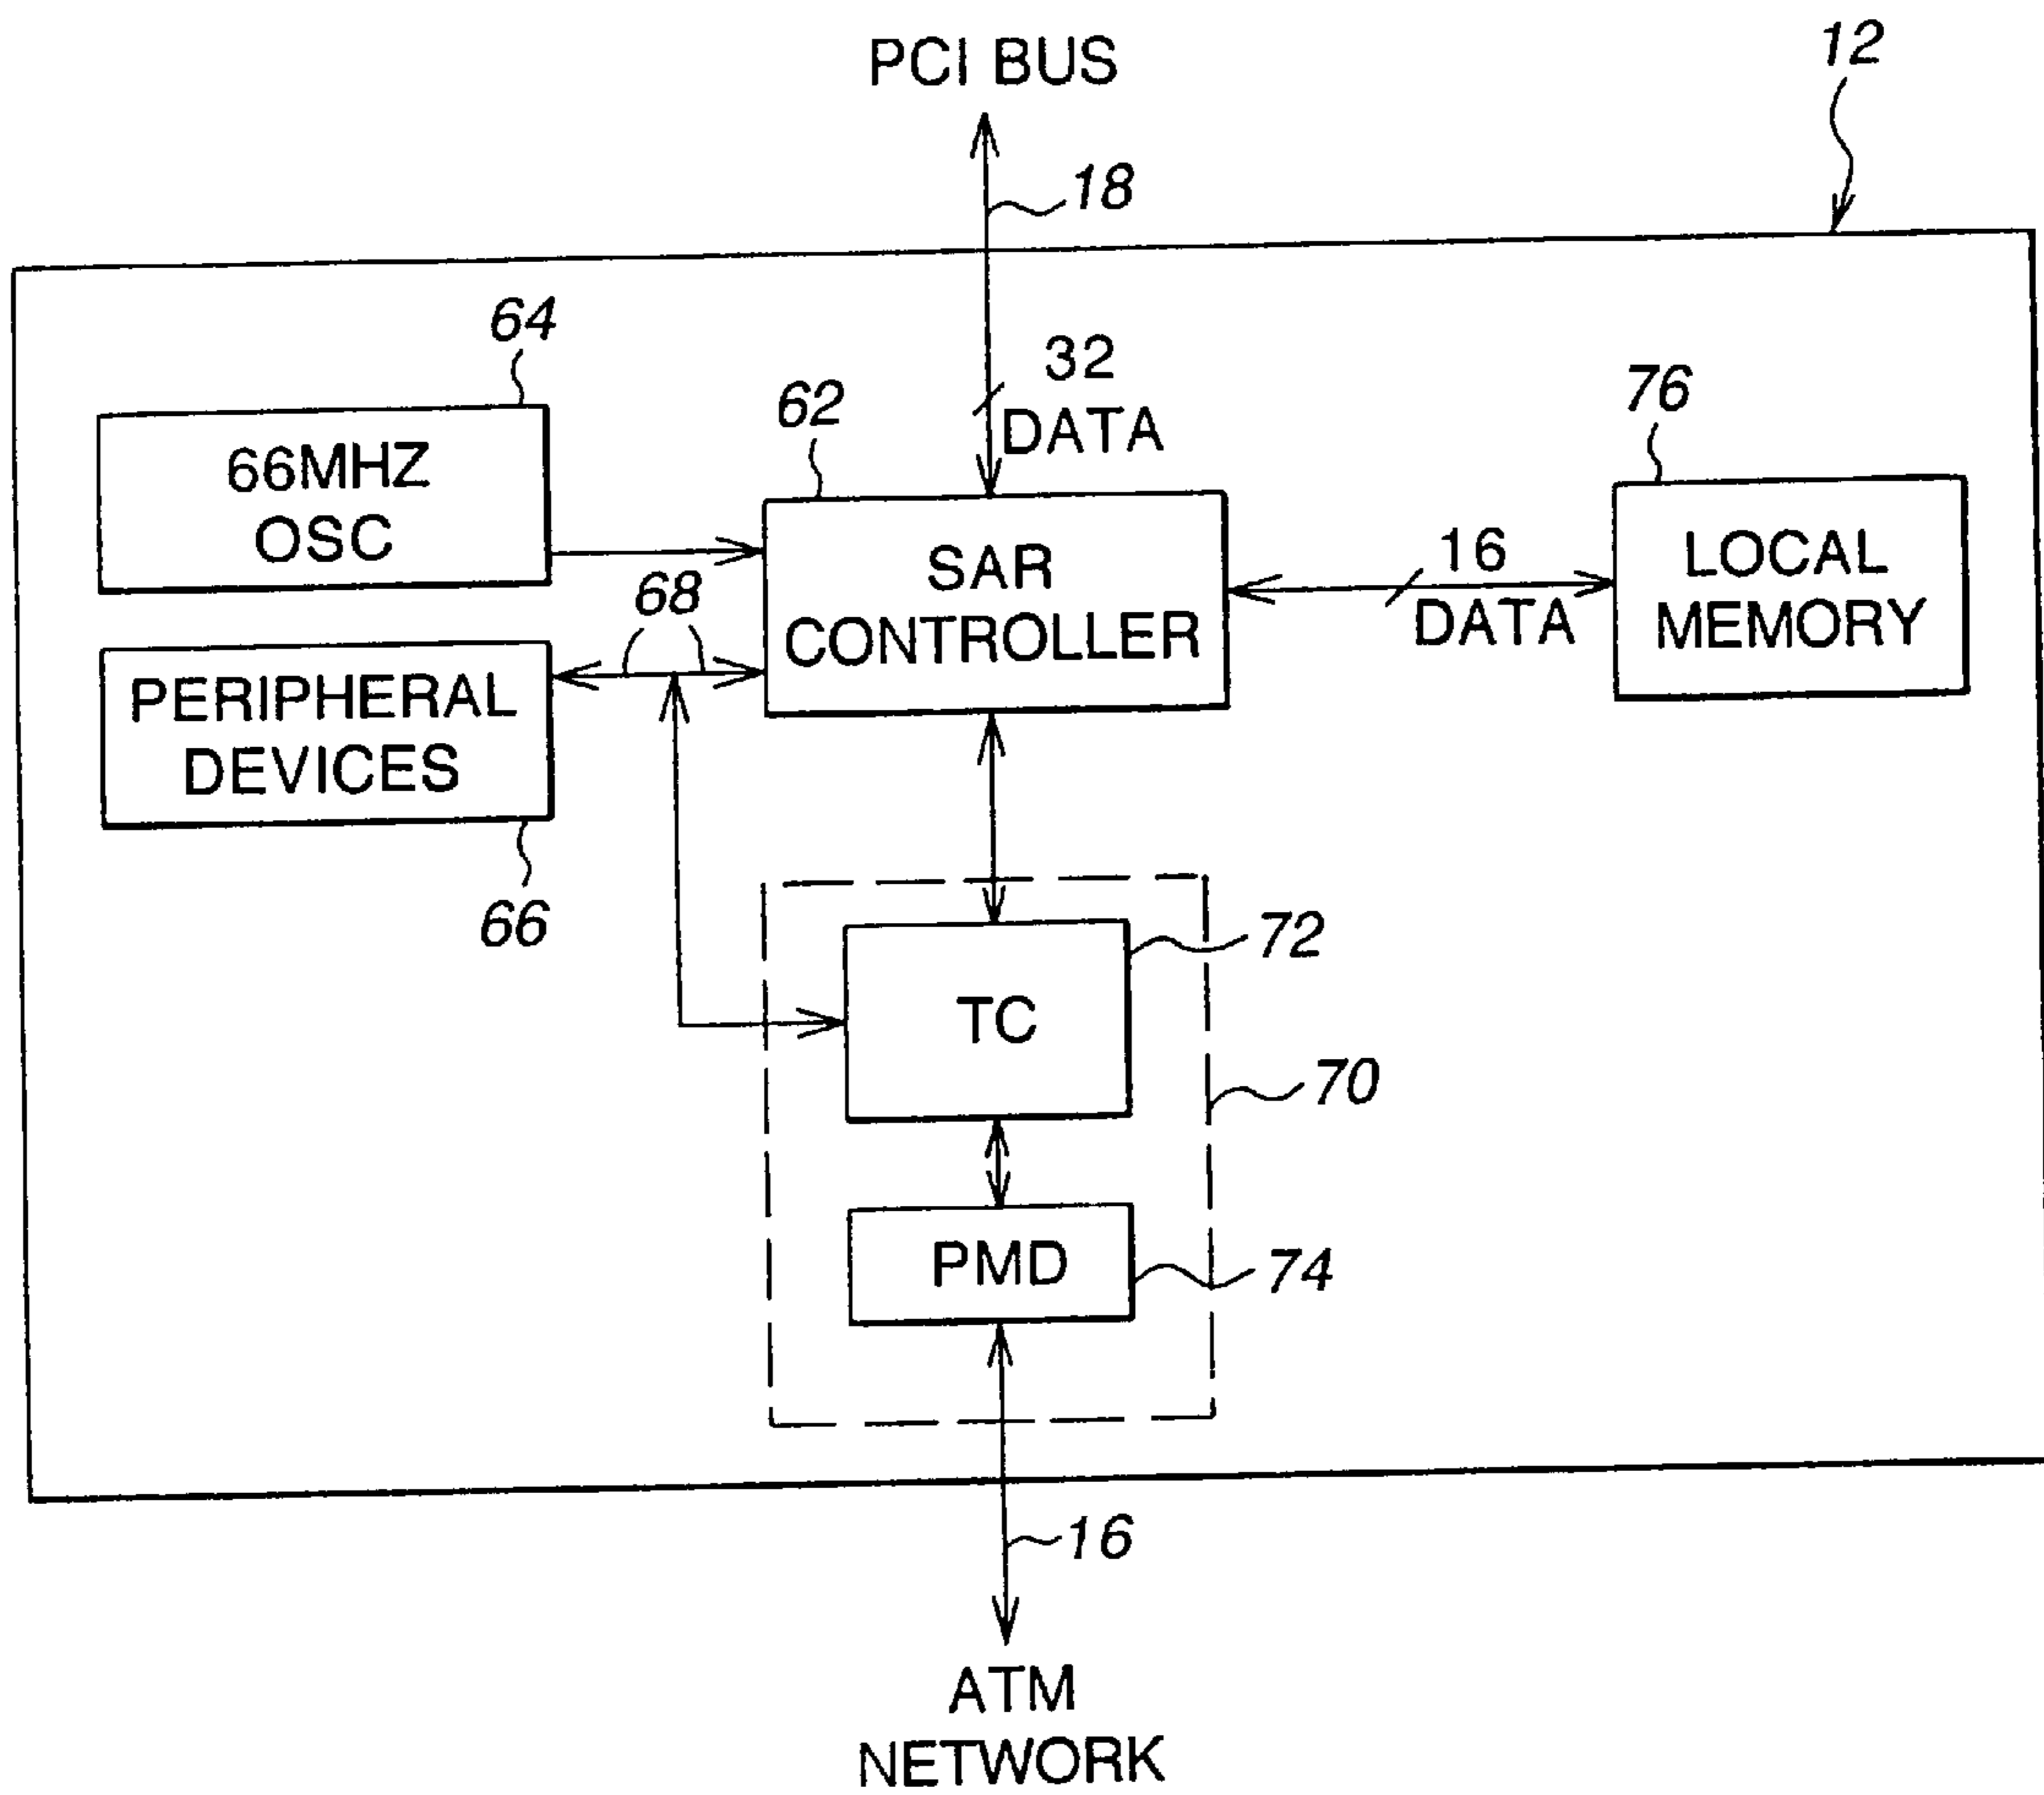 PCI BUS
12
18
64
32
DATA
62
76
66MHZ
OSC
SAR
CONTROLLER
16
DATA
LOCAL
MEMORY
68
PERIPHERAL
DEVICES
66
72
TC
70
PMD
74
16
ATM
NETWORK